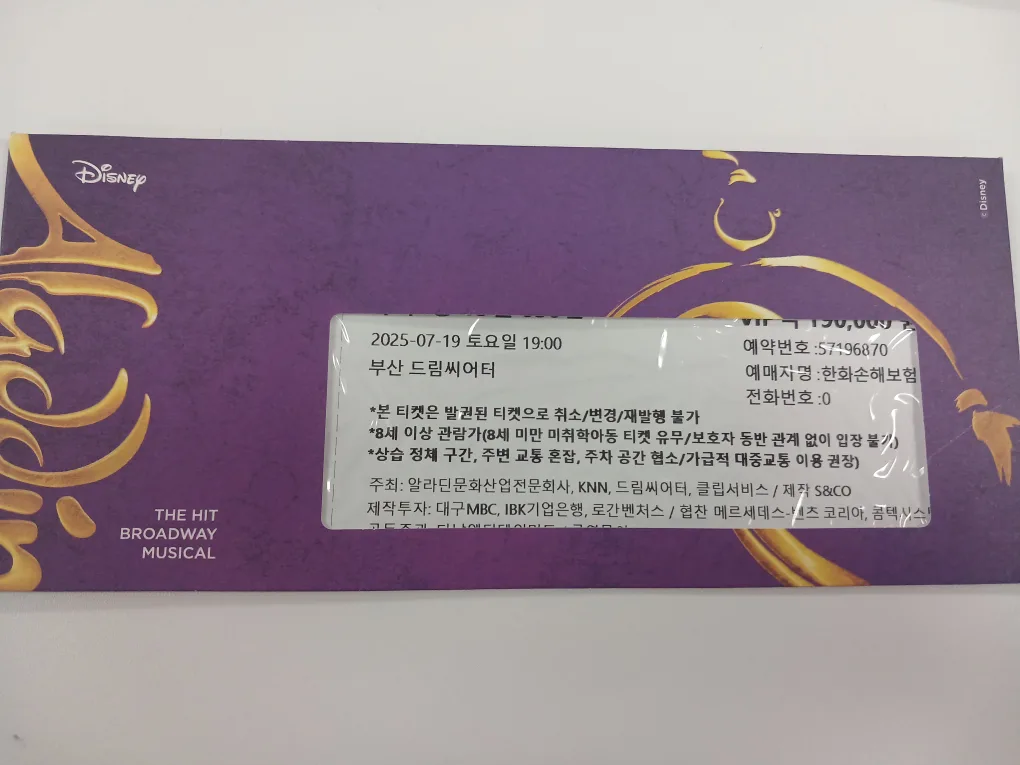 Disney
© Disney
Aladdin
VIP석 190,000원
2025-07-19 토요일 19:00
예약번호 :57196870
부산 드림씨어터
예매자명 :한화손해보험
전화번호 :0
*본 티켓은 발권된 티켓으로 취소/변경/재발행 불가
*8세 이상 관람가(8세 미만 미취학아동 티켓 유무/보호자 동반 관계 없이 입장 불가)
*상습 정체 구간, 주변 교통 혼잡, 주차 공간 협소/가급적 대중교통 이용 권장)
주최: 알라딘문화산업전문회사, KNN, 드림씨어터, 클립서비스 / 제작 S&CO
제작투자: 대구MBC, IBK기업은행, 로간벤처스 / 협찬 메르세데스-벤츠 코리아, 콤텍시스
THE HIT
BROADWAY
MUSICAL